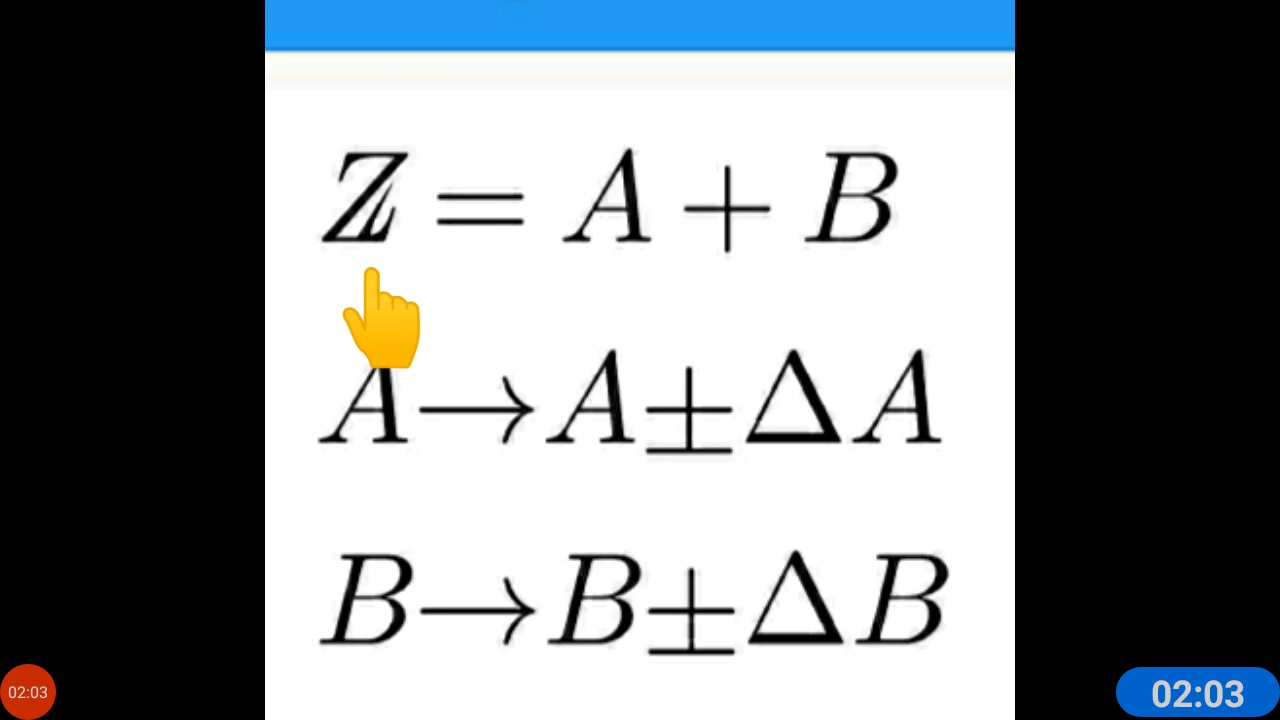 Z = A + B
A → A ± ΔA
B → B ± ΔB
02:03
02:03